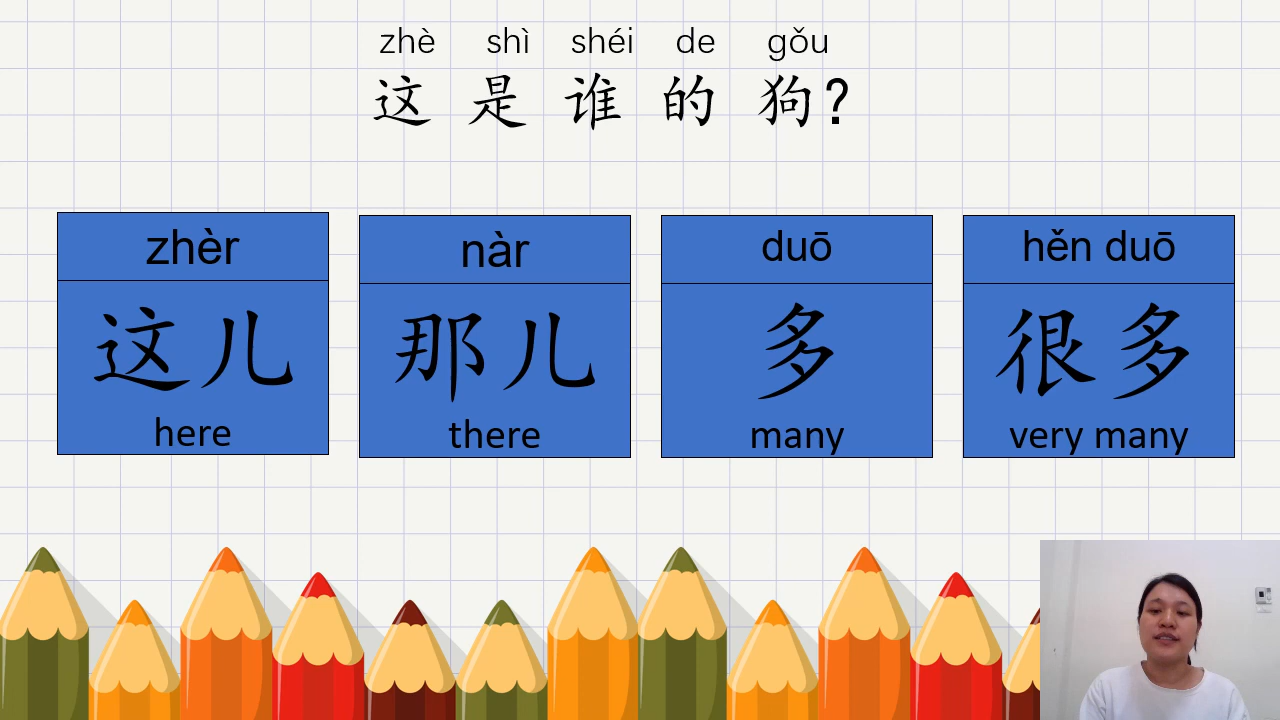 zhè shì shéi de gǒu
这是谁的狗?
zhèr
这儿
here
nàr
那儿
there
duō
多
many
hěn duō
很多
very many